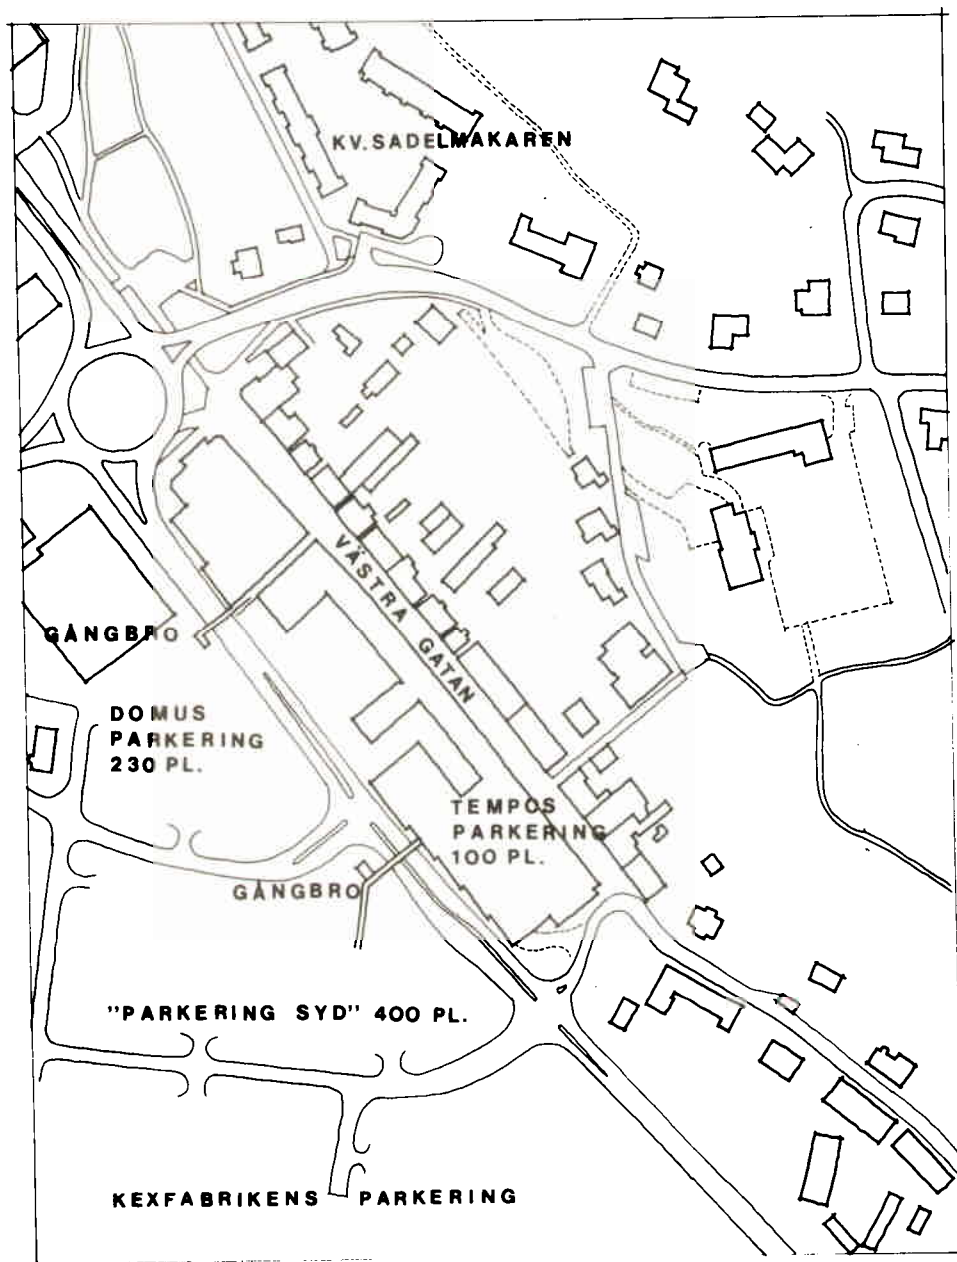 KV. SADELMAKAREN
VÄSTRA GATAN
GÅNGBRO
DOMUS
PARKERING
230 PL.
TEMPOS
PARKERING
100 PL.
GÅNGBRO
"PARKERING SYD" 400 PL.
KEXFABRIKENS PARKERING